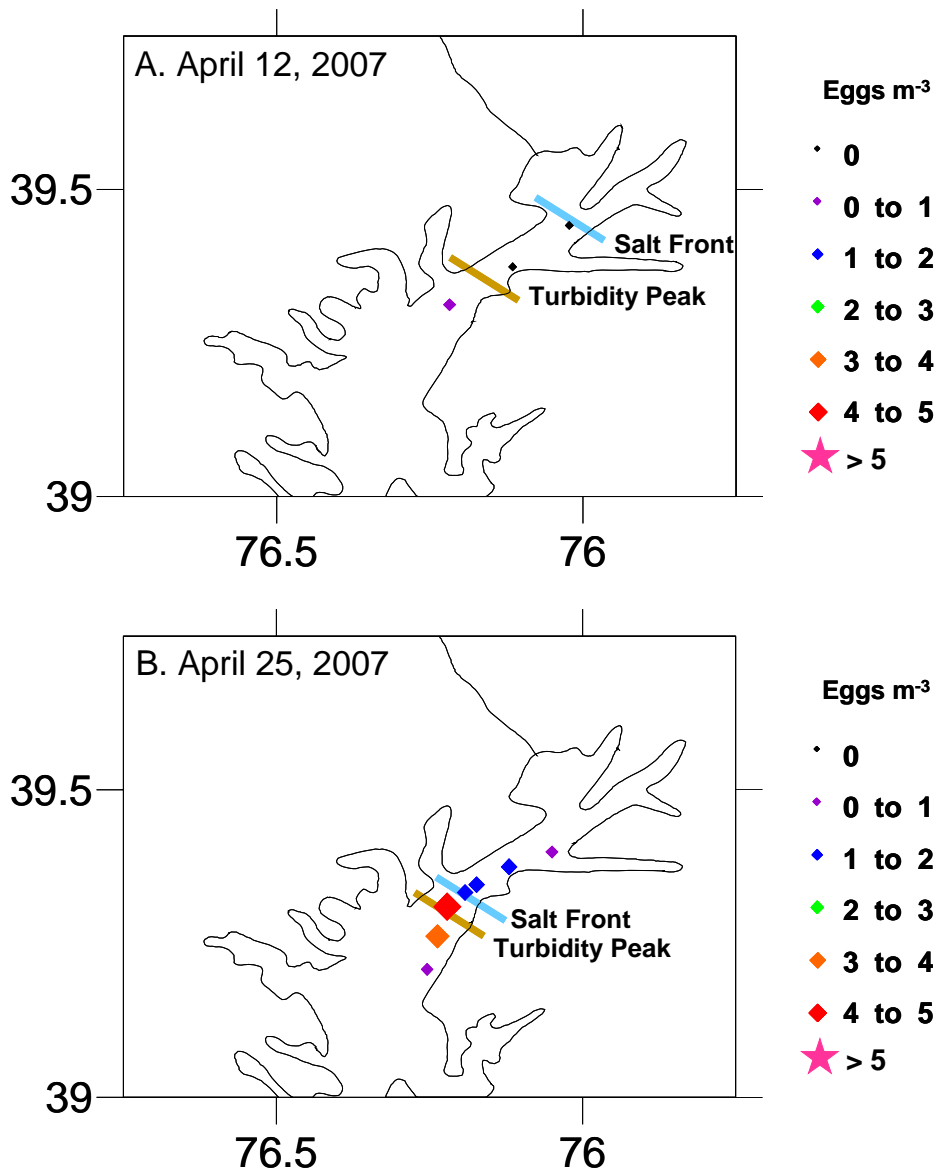 A. April 12, 2007
Eggs m-3
0
0 to 1
1 to 2
2 to 3
3 to 4
4 to 5
> 5
39.5
39
76.5
76
Salt Front
Turbidity Peak
B. April 25, 2007
Eggs m-3
0
0 to 1
1 to 2
2 to 3
3 to 4
4 to 5
> 5
39.5
39
76.5
76
Salt Front
Turbidity Peak